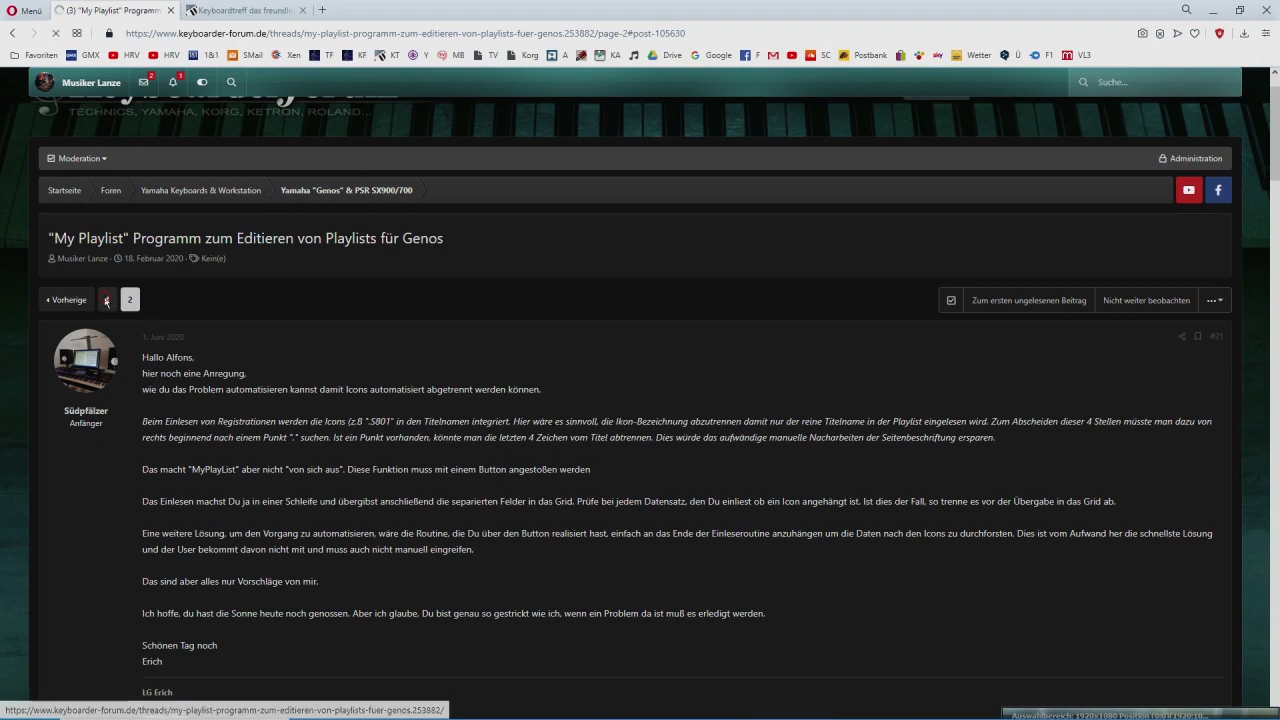 Menü
(3) "My Playlist" Programm
Keyboardtreff das freundli
https://www.keyboarder-forum.de/threads/my-playlist-programm-zum-editieren-von-playlists-fuer-genos.253882/page-2#post-105630
Favoriten GMX HRV HRV 1&1 SMail Xen TF KF KT Y MB TV Korg A KA Drive Google F M SC Postbank sky Wetter Ü F1 VL3
Musiker Lanze 2 1 Suche...
TECHNICS, YAMAHA, KORG, KETRON, ROLAND...
Moderation Administration
Startseite Foren Yamaha Keyboards & Workstation Yamaha "Genos" & PSR SX900/700
"My Playlist" Programm zum Editieren von Playlists für Genos
Musiker Lanze · 18. Februar 2020 · Kein(e)
Vorherige 2 Zum ersten ungelesenen Beitrag Nicht weiter beobachten
1. Juni 2020 #21
Hallo Alfons,
hier noch eine Anregung,
wie du das Problem automatisieren kannst damit Icons automatisiert abgetrennt werden können.
Südpfälzer
Anfänger
Beim Einlesen von Registrationen werden die Icons (z.B ".S801" in den Titelnamen integriert. Hier wäre es sinnvoll, die Ikon-Bezeichnung abzutrennen damit nur der reine Titelname in der Playlist eingelesen wird. Zum Abscheiden dieser 4 Stellen müsste man dazu von
rechts beginnend nach einem Punkt "." suchen. Ist ein Punkt vorhanden, könnte man die letzten 4 Zeichen vom Titel abtrennen. Dies würde das aufwändige manuelle Nacharbeiten der Seitenbeschriftung ersparen.
Das macht "MyPlayList" aber nicht "von sich aus". Diese Funktion muss mit einem Button angestoßen werden
Das Einlesen machst Du ja in einer Schleife und übergibst anschließend die separierten Felder in das Grid. Prüfe bei jedem Datensatz, den Du einliest ob ein Icon angehängt ist. Ist dies der Fall, so trenne es vor der Übergabe in das Grid ab.
Eine weitere Lösung, um den Vorgang zu automatisieren, wäre die Routine, die Du über den Button realisiert hast, einfach an das Ende der Einleseroutine anzuhängen um die Daten nach den Icons zu durchforsten. Dies ist vom Aufwand her die schnellste Lösung
und der User bekommt davon nicht mit und muss auch nicht manuell eingreifen.
Das sind aber alles nur Vorschläge von mir.
Ich hoffe, du hast die Sonne heute noch genossen. Aber ich glaube, Du bist genau so gestrickt wie ich, wenn ein Problem da ist muß es erledigt werden.
Schönen Tag noch
Erich
LG Erich
https://www.keyboarder-forum.de/threads/my-playlist-programm-zum-editieren-von-playlists-fuer-genos.253882/
Auswahlbereich: 1920x1080 Position (0:0)(1920:10